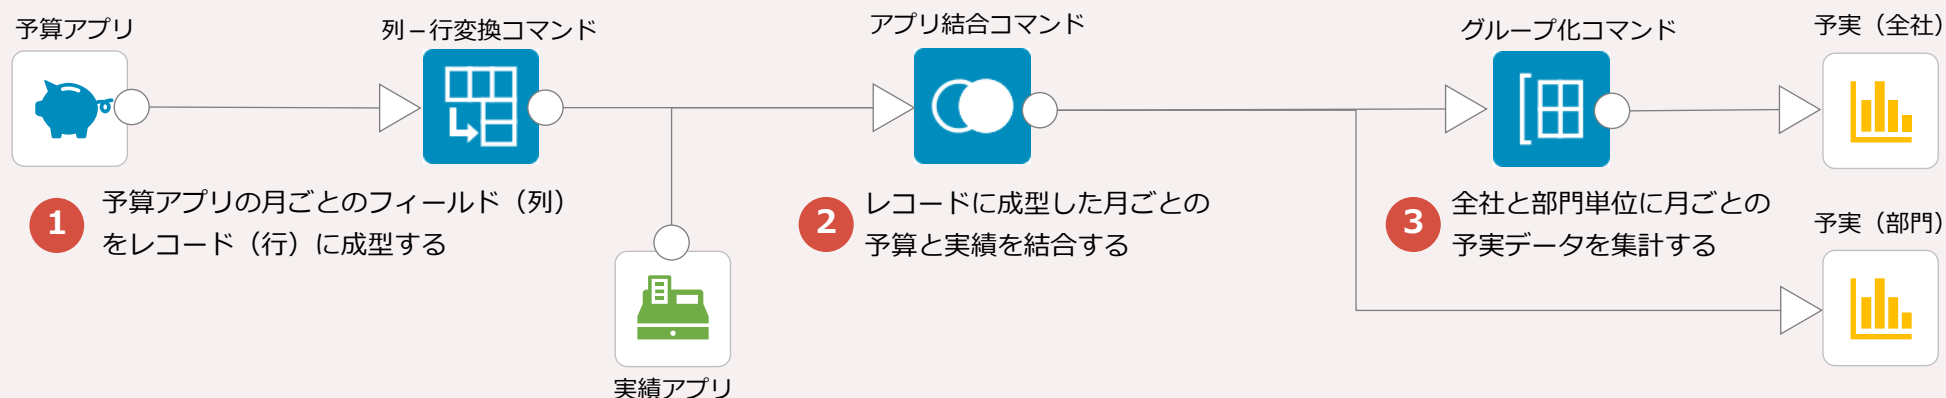 予算アプリ
列－行変換コマンド
アプリ結合コマンド
グループ化コマンド
予実（全社）
1
予算アプリの月ごとのフィールド（列）
をレコード（行）に成型する
2
レコードに成型した月ごとの
予算と実績を結合する
3
全社と部門単位に月ごとの
予実データを集計する
予実（部門）
実績アプリ